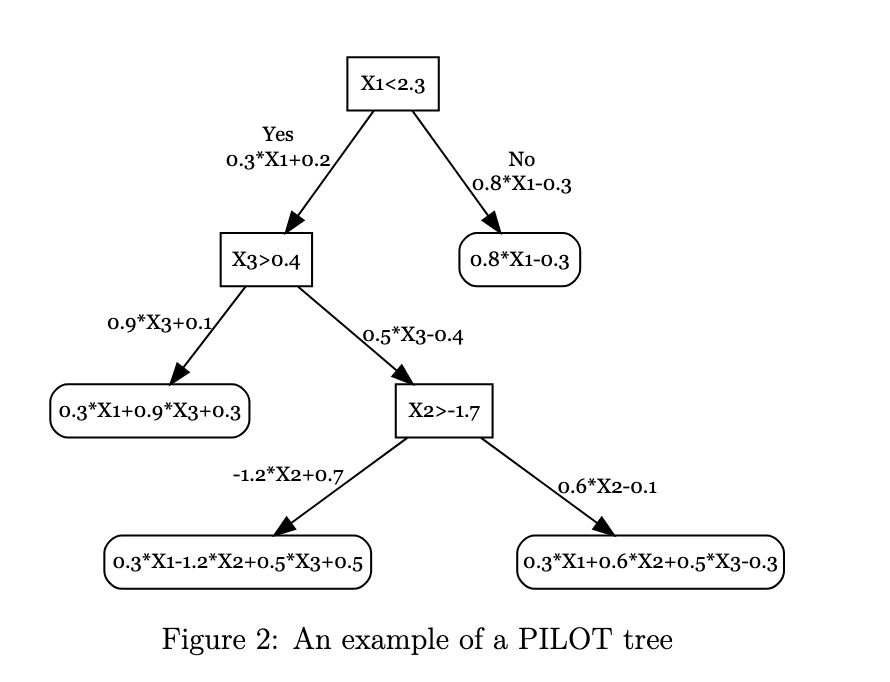 X1<2.3
Yes
0.3*X1+0.2
No
0.8*X1-0.3
X3>0.4
0.8*X1-0.3
0.9*X3+0.1
0.5*X3-0.4
0.3*X1+0.9*X3+0.3
X2>-1.7
-1.2*X2+0.7
0.6*X2-0.1
0.3*X1-1.2*X2+0.5*X3+0.5
0.3*X1+0.6*X2+0.5*X3-0.3
Figure 2: An example of a PILOT tree